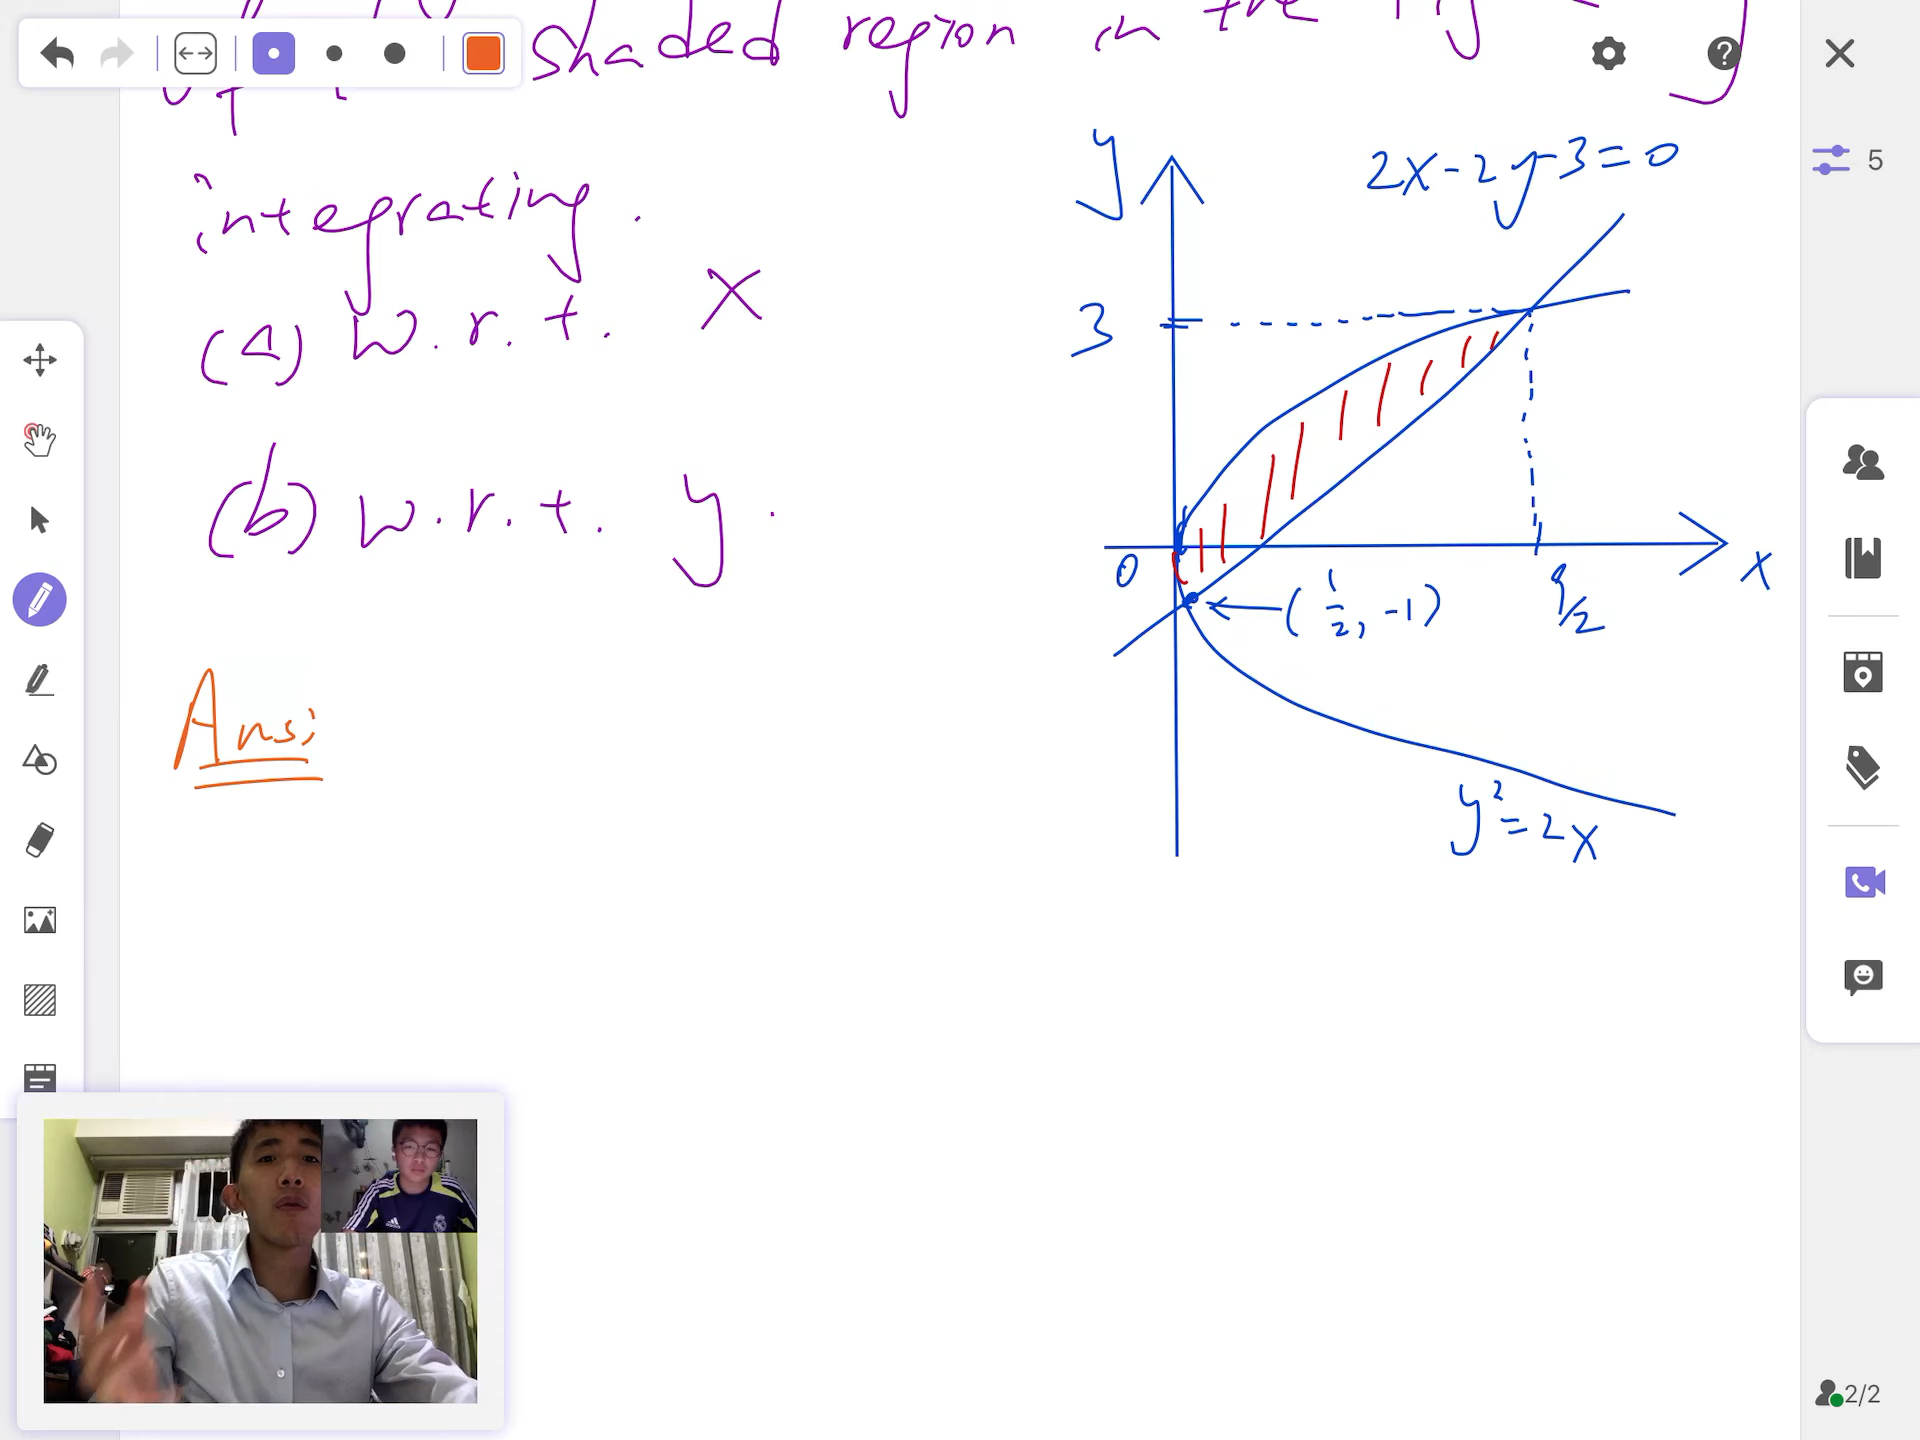 shaded region in the
integrating.
(a) w.r.t. x
(b) w.r.t. y.
Ans:
y
2x-2y-3=0
3
0
x
(1/2, -1)
9/2
y²=2x
5
2/2
adidas